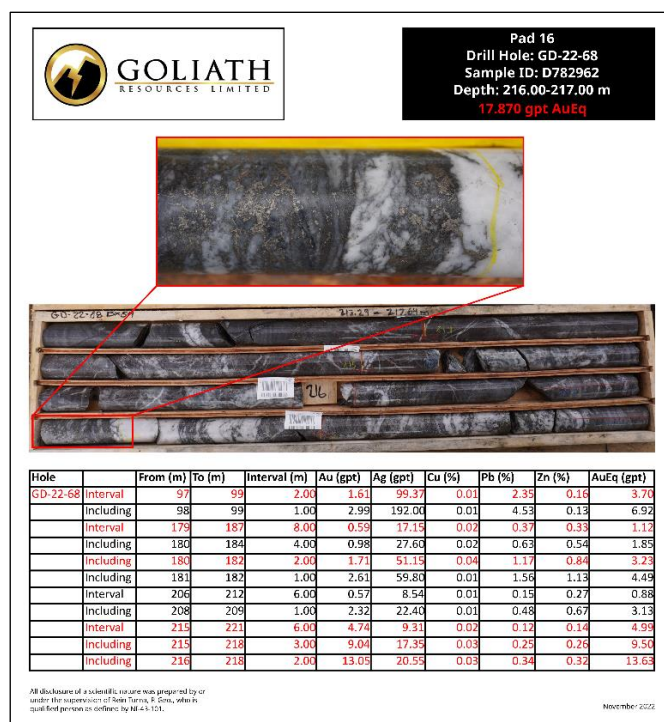 GOLIATH
RESOURCES LIMITED
Pad 16
Drill Hole: GD-22-68
Sample ID: D782962
Depth: 216.00-217.00 m
17.870 gpt AuEq
GD-22-68
216
Hole From (m) To (m) Interval (m) Au (gpt) Ag (gpt) Cu (%) Pb (%) Zn (%) AuEq (gpt)
GD-22-68 Interval 97 99 2.00 1.61 99.37 0.01 2.35 0.16 3.70
Including 98 99 1.00 2.99 192.00 0.01 4.53 0.13 6.92
Interval 179 187 8.00 0.59 17.15 0.02 0.37 0.33 1.12
Including 180 184 4.00 0.98 27.60 0.02 0.63 0.54 1.85
Including 180 182 2.00 1.71 51.15 0.04 1.17 0.84 3.23
Including 181 182 1.00 2.61 59.80 0.01 1.56 1.13 4.49
Interval 206 212 6.00 0.57 8.54 0.02 0.15 0.27 0.88
Including 208 209 1.00 2.32 22.40 0.01 0.48 0.67 3.13
Interval 215 221 6.00 4.74 9.31 0.02 0.12 0.14 4.99
Including 215 218 3.00 9.04 17.35 0.03 0.25 0.26 9.50
Including 216 218 2.00 13.05 20.55 0.03 0.34 0.32 13.63
All disclosure of a scientific nature was prepared by or
under the supervision of Rein Turna, P. Geo., who is
qualified person as defined by NI-43-101.
November 2022